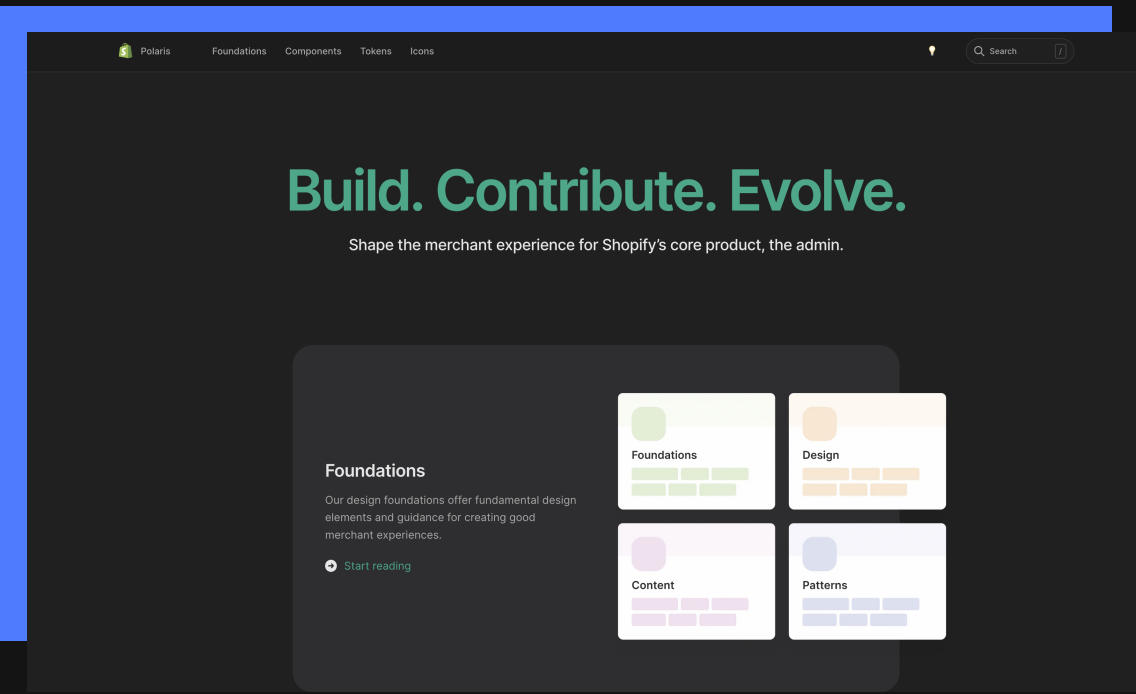 Polaris
Foundations Components Tokens Icons
Search /
Build. Contribute. Evolve.
Shape the merchant experience for Shopify's core product, the admin.
Foundations
Our design foundations offer fundamental design
elements and guidance for creating good
merchant experiences.
Start reading
Foundations
Design
Content
Patterns